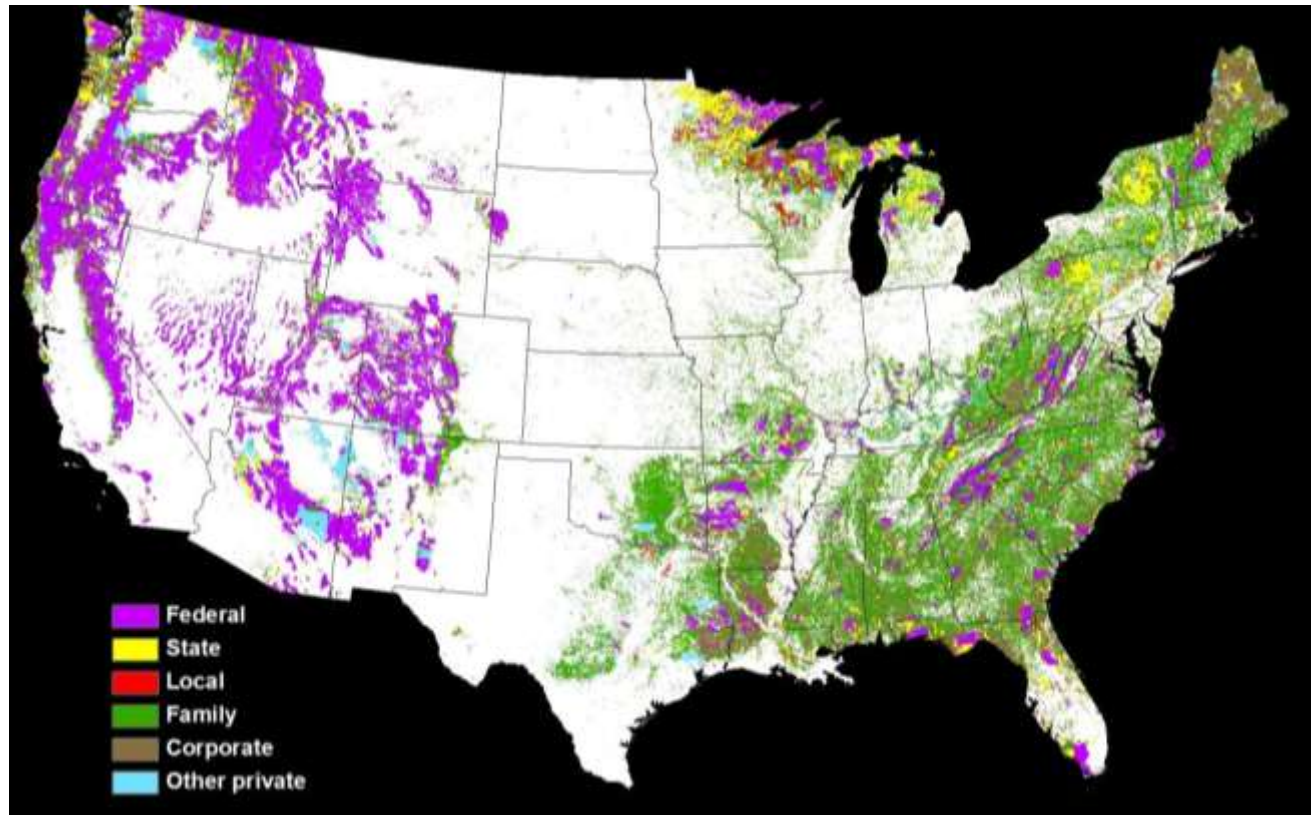 Federal
State
Local
Family
Corporate
Other private